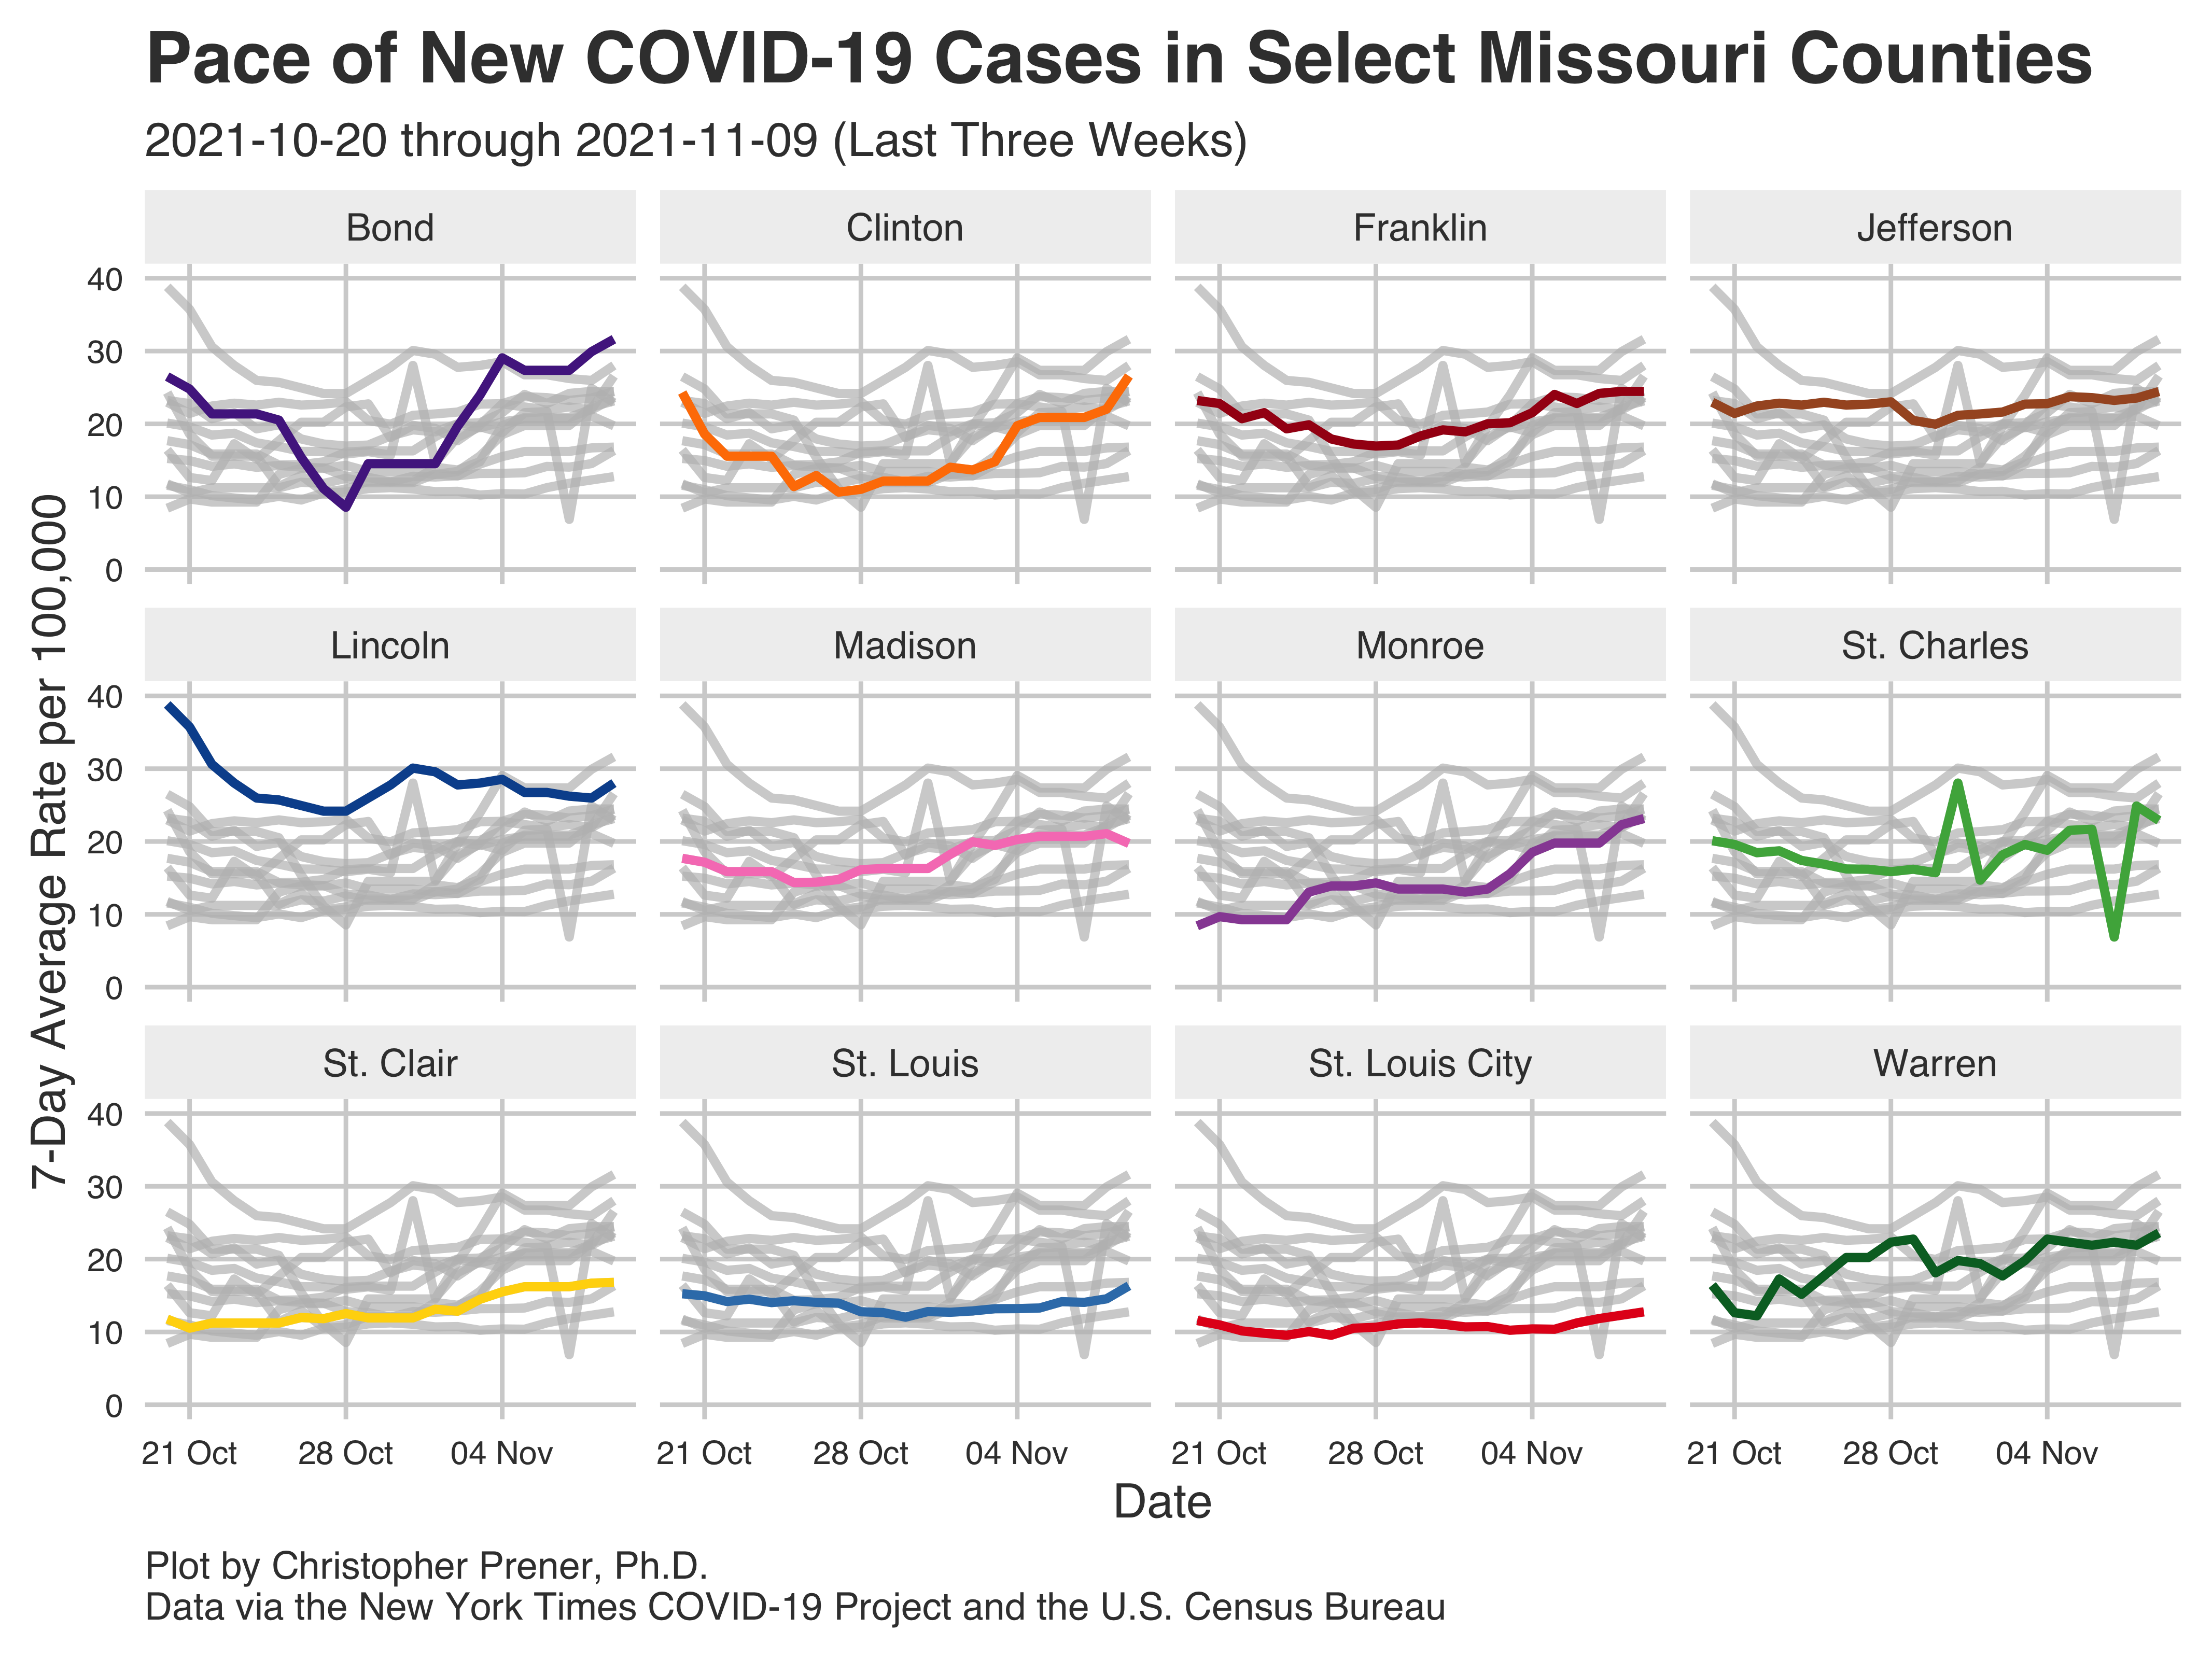 Pace of New COVID-19 Cases in Select Missouri Counties
2021-10-20 through 2021-11-09 (Last Three Weeks)
Bond
Clinton
Franklin
Jefferson
40
30
20
10
0
Lincoln
Madison
Monroe
St. Charles
40
30
20
10
0
St. Clair
St. Louis
St. Louis City
Warren
40
30
20
10
0
7-Day Average Rate per 100,000
21 Oct 28 Oct 04 Nov 21 Oct 28 Oct 04 Nov 21 Oct 28 Oct 04 Nov 21 Oct 28 Oct 04 Nov
Date
Plot by Christopher Prener, Ph.D.
Data via the New York Times COVID-19 Project and the U.S. Census Bureau